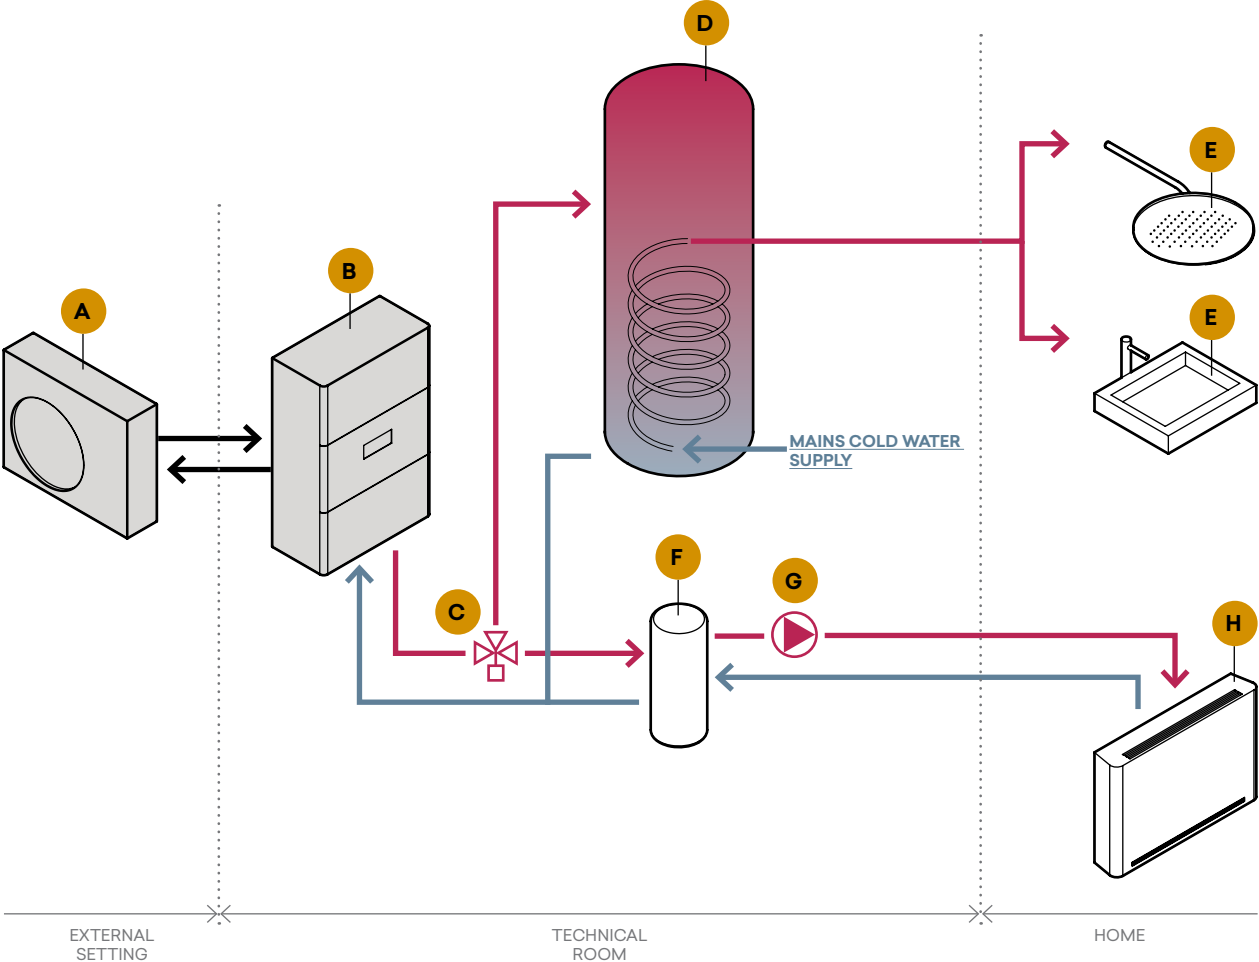 D
E
B
A
E
MAINS COLD WATER
SUPPLY
F
G
C
H
EXTERNAL
SETTING
TECHNICAL
ROOM
HOME